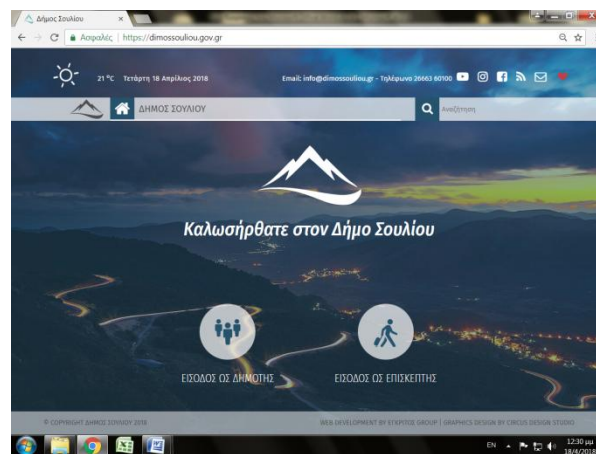 Δήμος Σουλίου
Ασφαλές | https://dimossouliou.gov.gr
21 °C Τετάρτη 18 Απρίλιος 2018
Email: info@dimossouliou.gr - Τηλέφωνο 26663 60100
ΔΗΜΟΣ ΣΟΥΛΙΟΥ
Αναζήτηση
Καλωσήρθατε στον Δήμο Σουλίου
ΕΙΣΟΔΟΣ ΩΣ ΔΗΜΟΤΗΣ
ΕΙΣΟΔΟΣ ΩΣ ΕΠΙΣΚΕΠΤΗΣ
© COPYRIGHT ΔΗΜΟΣ ΣΟΥΛΙΟΥ 2018
WEB DEVELOPMENT BY GROUP | GRAPHICS DESIGN BY CIRCUS DESIGN STUDIO
EN
12:30 μμ
18/4/2018